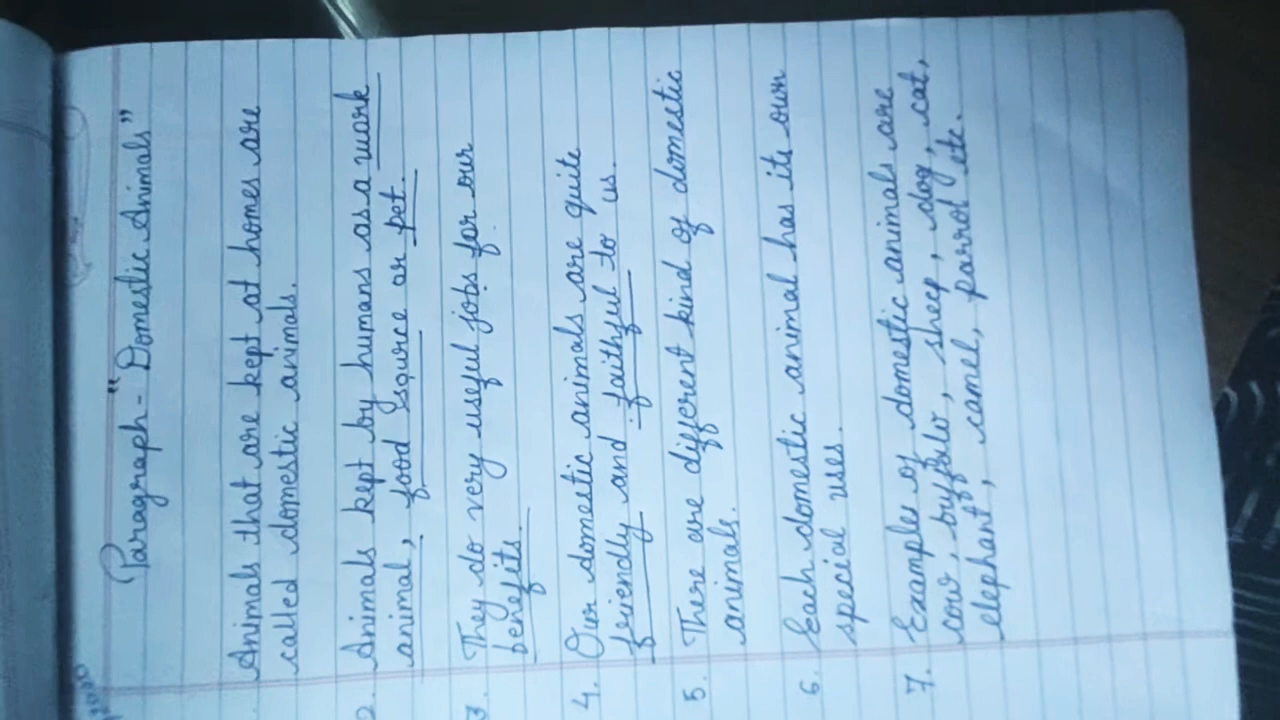 Paragraph-"Domestic Animals"
Animals that are kept at homes are
called domestic animals.
2. Animals kept by humans as a work
animal, food squrce or pet.
3. They do very useful jobs for our
benefits.
4. Our domestic animals are quite
friendly and faithful to us.
5. There are different kind of domestic
animals.
6. Each domestic animal has its own
special uses.
7. Examples of domestic animals are
cow, buffalo, sheep, dog, cat,
elephant, camel, parrot etc.